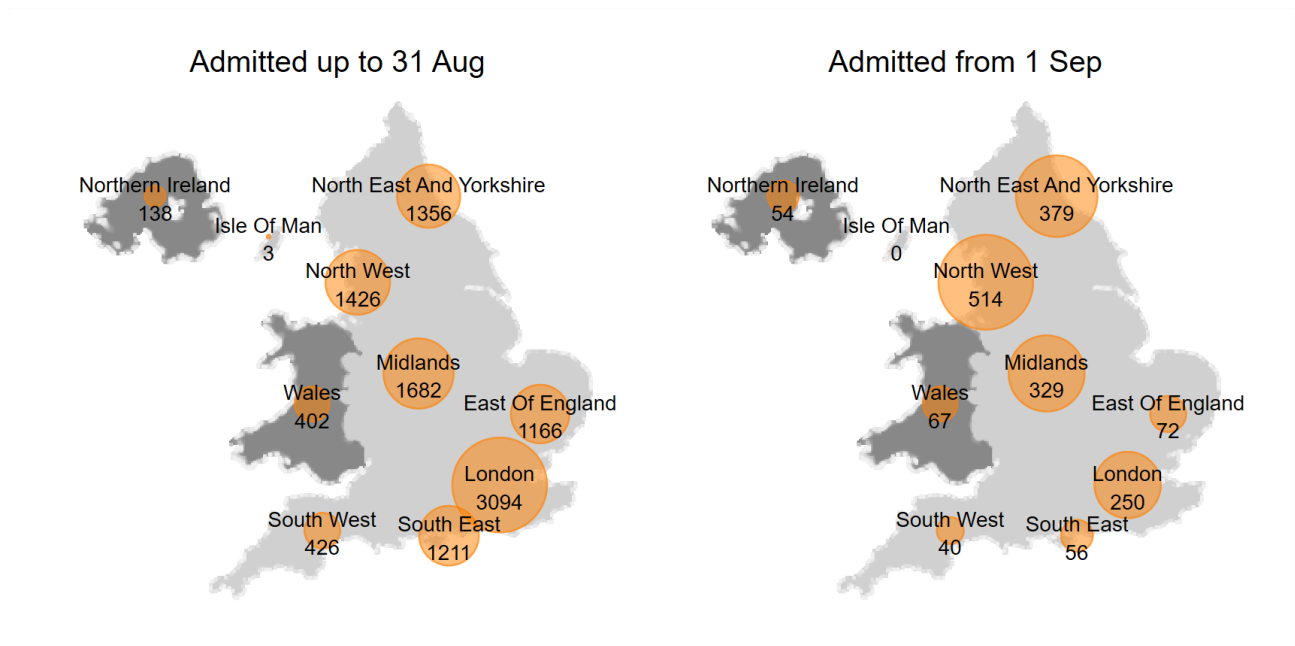 Admitted up to 31 Aug
Northern Ireland
138
North East And Yorkshire
1356
Isle Of Man
3
North West
1426
Midlands
1682
Wales
402
East Of England
1166
London
3094
South West
426
South East
1211
Admitted from 1 Sep
Northern Ireland
54
North East And Yorkshire
379
Isle Of Man
0
North West
514
Midlands
329
Wales
67
East Of England
72
London
250
South West
40
South East
56